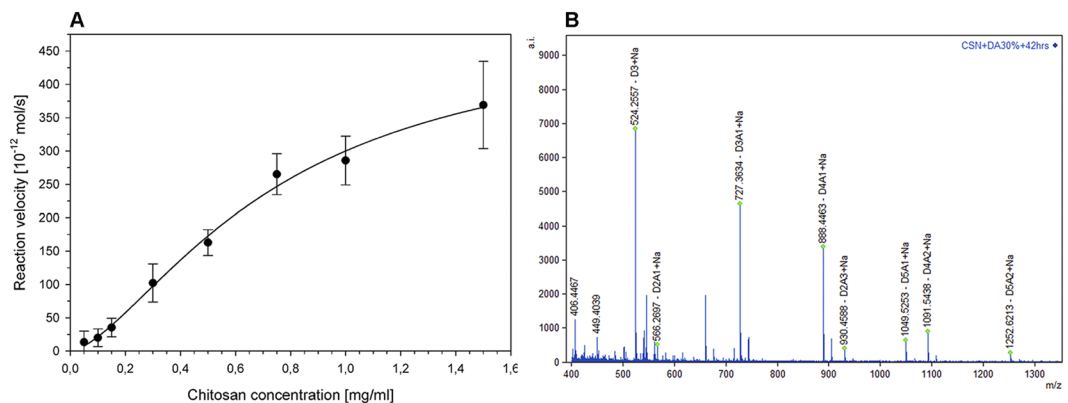 A
Reaction velocity [10⁻¹² mol/s]
450
400
350
300
250
200
150
100
50
0
0,0 0,2 0,4 0,6 0,8 1,0 1,2 1,4 1,6
Chitosan concentration [mg/ml]
B
a.i.
CSN+DA30%+42hrs
9000
8000
7000
6000
5000
4000
3000
2000
1000
0
406.4467
449.4039
524.2557 - D3+Na
566.2697 - D2A1+Na
727.3634 - D3A1+Na
888.4463 - D4A1+Na
930.4588 - D2A3+Na
1049.5253 - D5A1+Na
1091.5438 - D4A2+Na
1252.6213 - D5A2+Na
400 500 600 700 800 900 1000 1100 1200 1300
m/z